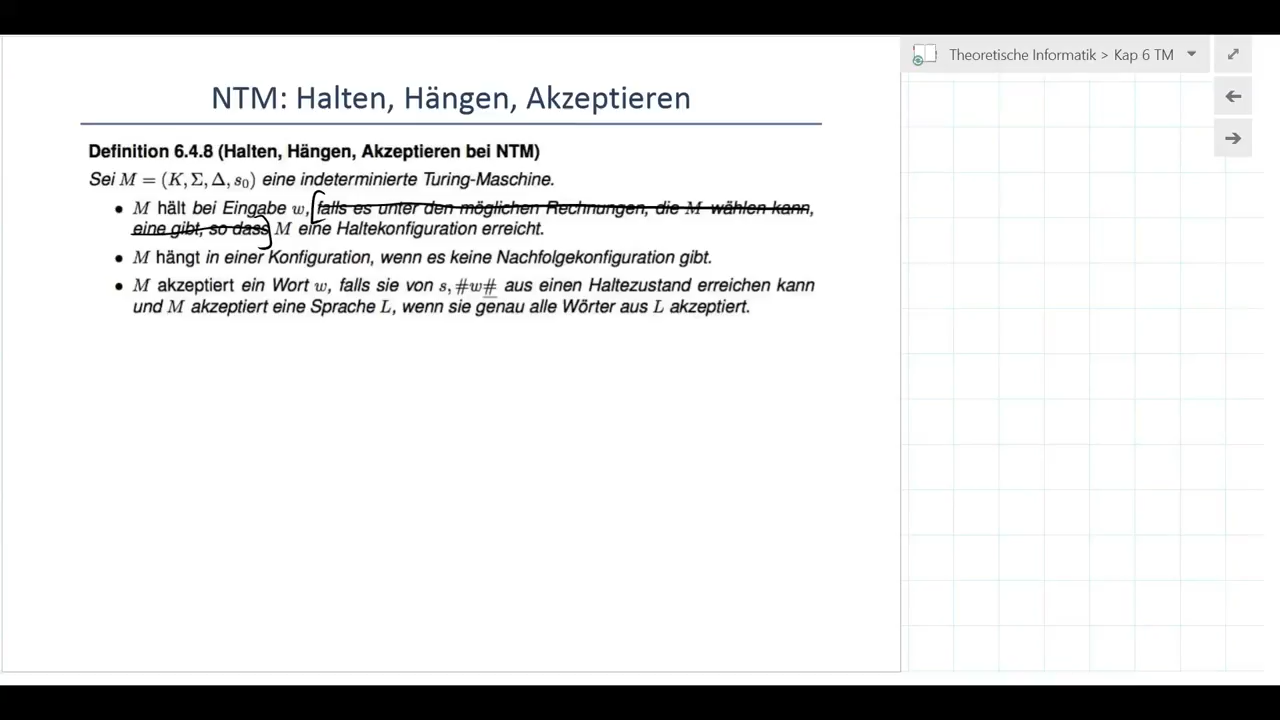 Theoretische Informatik > Kap 6 TM
NTM: Halten, Hängen, Akzeptieren
Definition 6.4.8 (Halten, Hängen, Akzeptieren bei NTM)
Sei M = (K, Σ, Δ, s₀) eine indeterminierte Turing-Maschine.
• M hält bei Eingabe w, falls es unter den möglichen Rechnungen, die M wählen kann,
eine gibt, so dass M eine Haltekonfiguration erreicht.
• M hängt in einer Konfiguration, wenn es keine Nachfolgekonfiguration gibt.
• M akzeptiert ein Wort w, falls sie von s, #w# aus einen Haltezustand erreichen kann
und M akzeptiert eine Sprache L, wenn sie genau alle Wörter aus L akzeptiert.